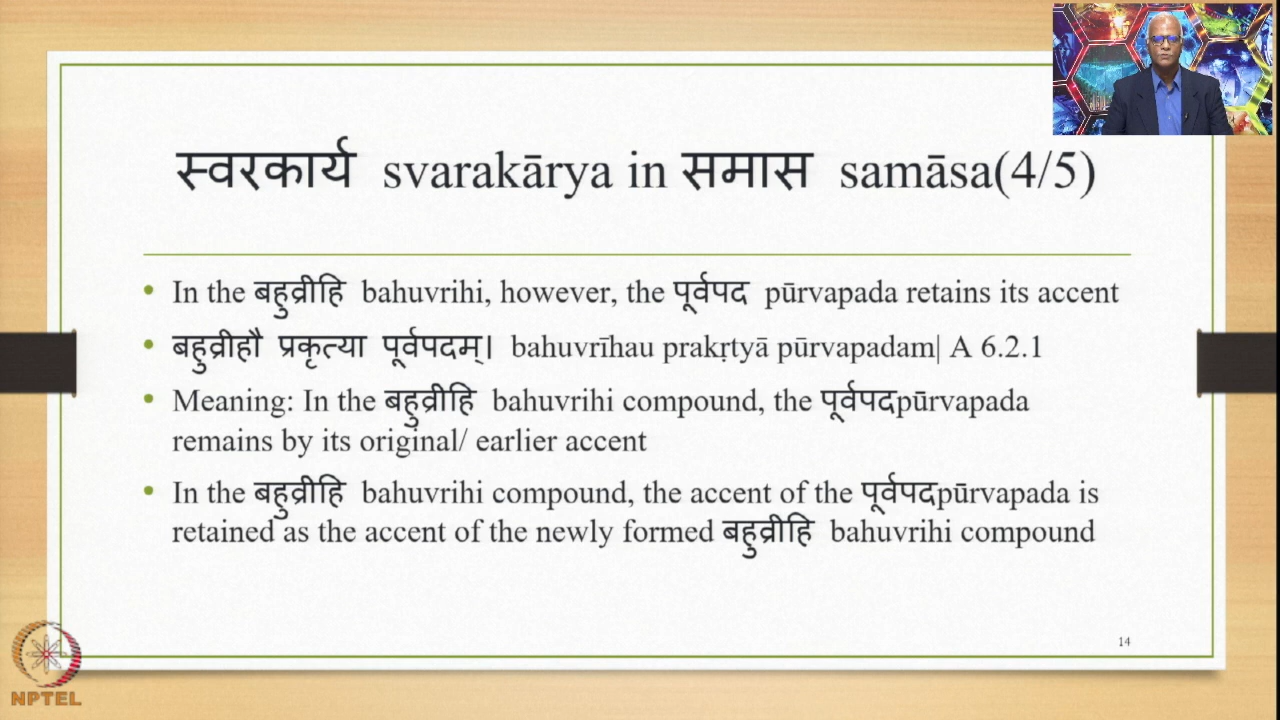 स्वरकार्य svarakārya in समास samāsa(4/5)
• In the बहुव्रीहि bahuvrihi, however, the पूर्वपद pūrvapada retains its accent
• बहुव्रीहौ प्रकृत्या पूर्वपदम्। bahuvrīhau prakṛtyā pūrvapadam| A 6.2.1
• Meaning: In the बहुव्रीहि bahuvrihi compound, the पूर्वपदpūrvapada
remains by its original/ earlier accent
• In the बहुव्रीहि bahuvrihi compound, the accent of the पूर्वपदpūrvapada is
retained as the accent of the newly formed बहुव्रीहि bahuvrihi compound
14
NPTEL